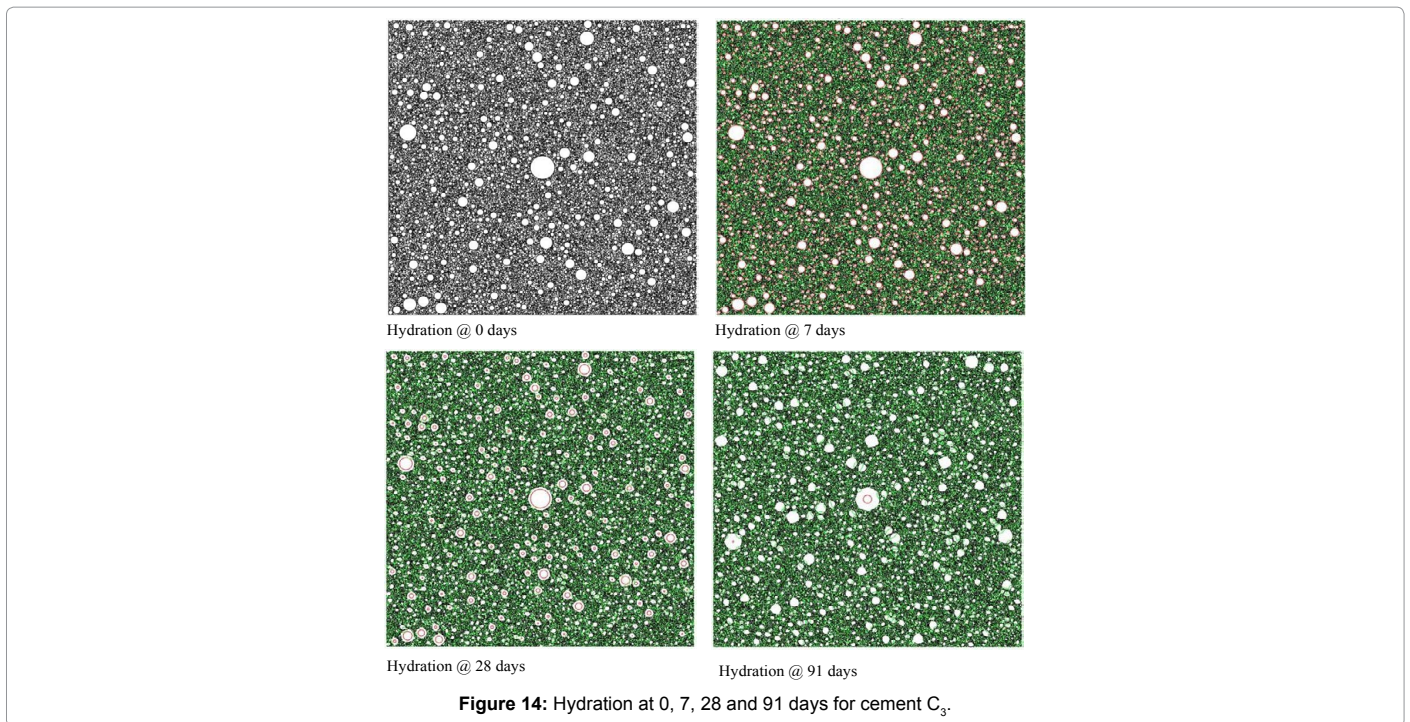 Hydration @ 0 days
Hydration @ 7 days
Hydration @ 28 days
Hydration @ 91 days
Figure 14: Hydration at 0, 7, 28 and 91 days for cement C₃.